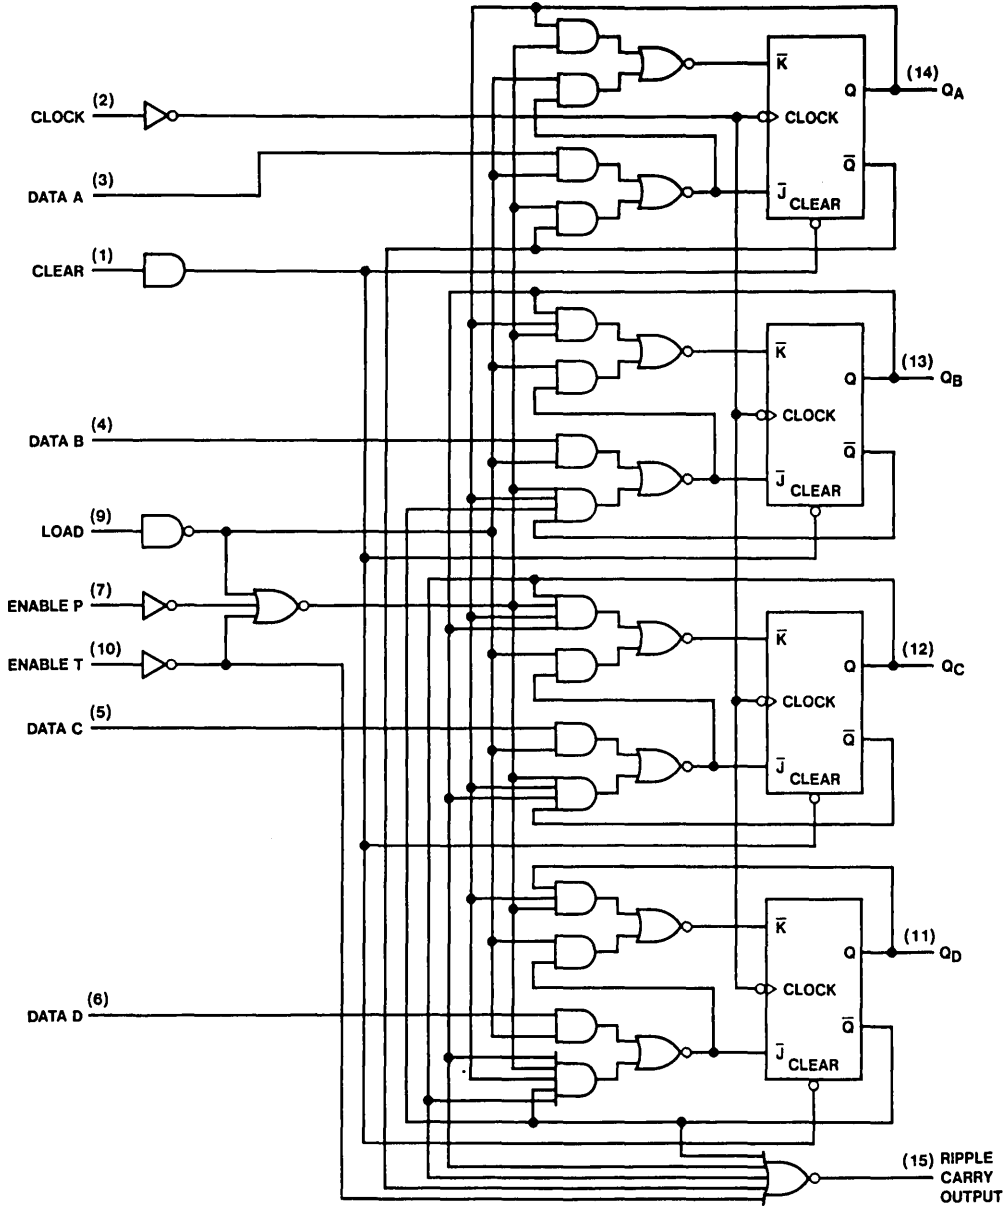 (14)
K̅
Q QA
(2)
CLOCK
CLOCK
(3)
DATA A
Q̅
J̅
CLEAR
(1)
CLEAR
K̅
(13)
Q QB
CLOCK
(4)
DATA B
Q̅
J̅
CLEAR
(9)
LOAD
(7)
ENABLE P
K̅
(10)
ENABLE T
(12)
Q QC
CLOCK
(5)
DATA C
Q̅
J̅
CLEAR
K̅
(11)
Q QD
CLOCK
(6)
DATA D
Q̅
J̅
CLEAR
(15) RIPPLE
CARRY
OUTPUT